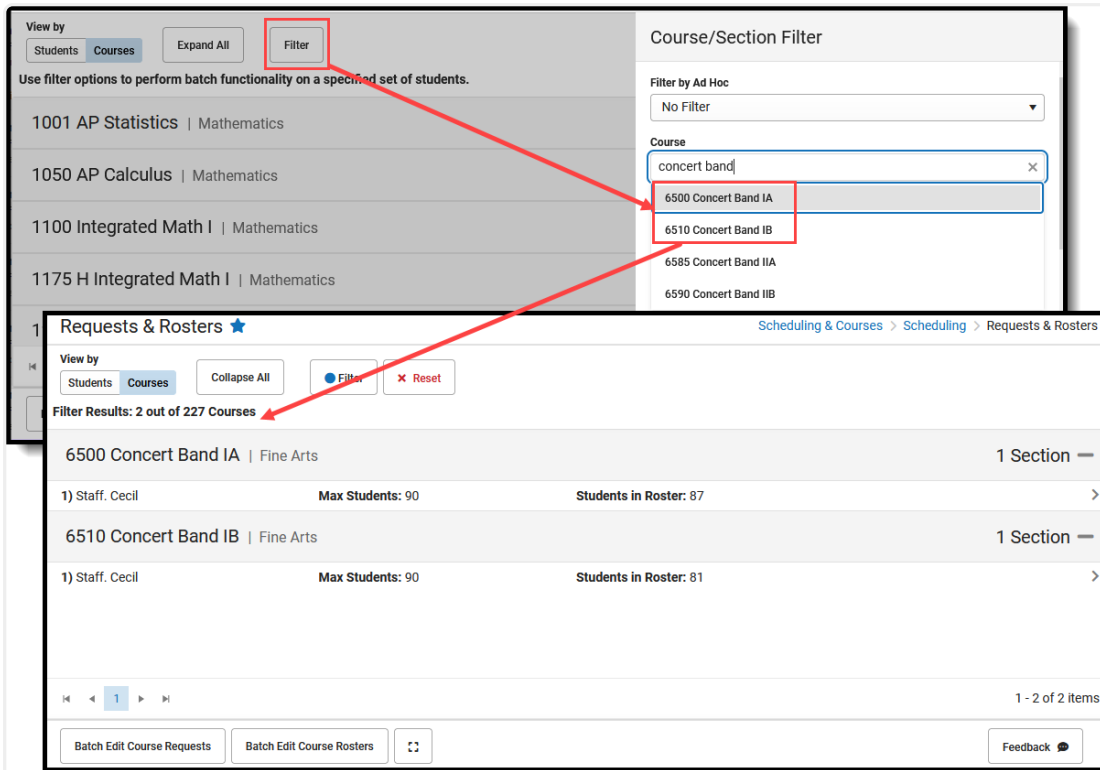 View by
Students Courses Expand All Filter
Use filter options to perform batch functionality on a specified set of students.
1001 AP Statistics | Mathematics
1050 AP Calculus | Mathematics
1100 Integrated Math I | Mathematics
1175 H Integrated Math I | Mathematics
1
Course/Section Filter
Filter by Ad Hoc
No Filter
Course
concert band
6500 Concert Band IA
6510 Concert Band IB
6585 Concert Band IIA
6590 Concert Band IIB
Requests & Rosters Scheduling & Courses > Scheduling > Requests & Rosters
View by
Students Courses Collapse All Filter Reset
Filter Results: 2 out of 227 Courses
6500 Concert Band IA | Fine Arts 1 Section
1) Staff. Cecil Max Students: 90 Students in Roster: 87
6510 Concert Band IB | Fine Arts 1 Section
1) Staff. Cecil Max Students: 90 Students in Roster: 81
1 1 - 2 of 2 items
Batch Edit Course Requests Batch Edit Course Rosters Feedback